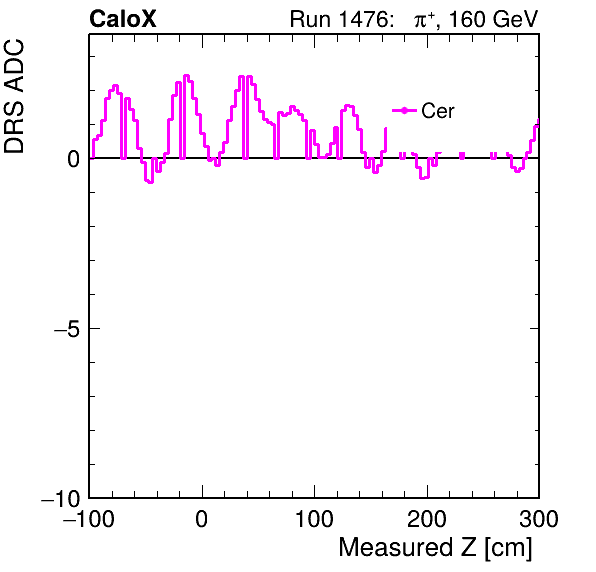 CaloX Run 1476: π⁺, 160 GeV
DRS ADC
Cer
0
−5
−10
−100 0 100 200 300
Measured Z [cm]